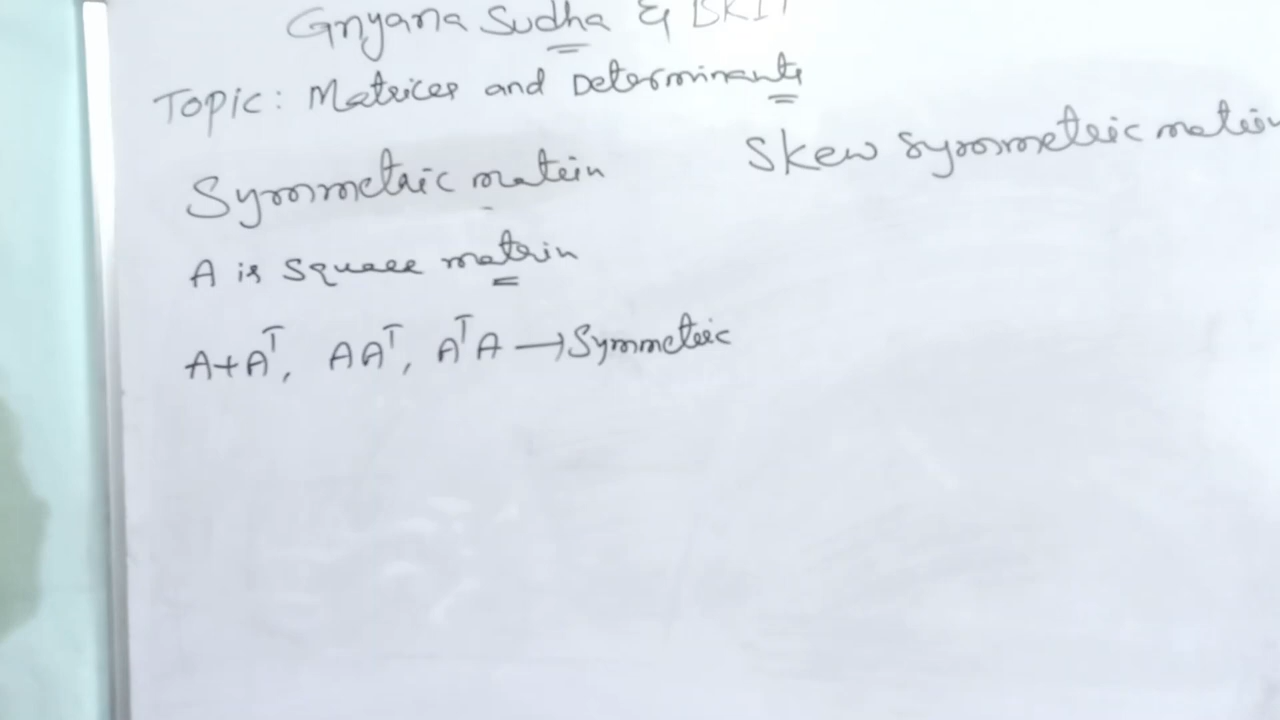 Gnyana Sudha &
Topic: Matrices and Determinants
Symmetric matrix
Skew symmetric matrix
A is square matrix
A+Aᵀ, AAᵀ, AᵀA → Symmetric